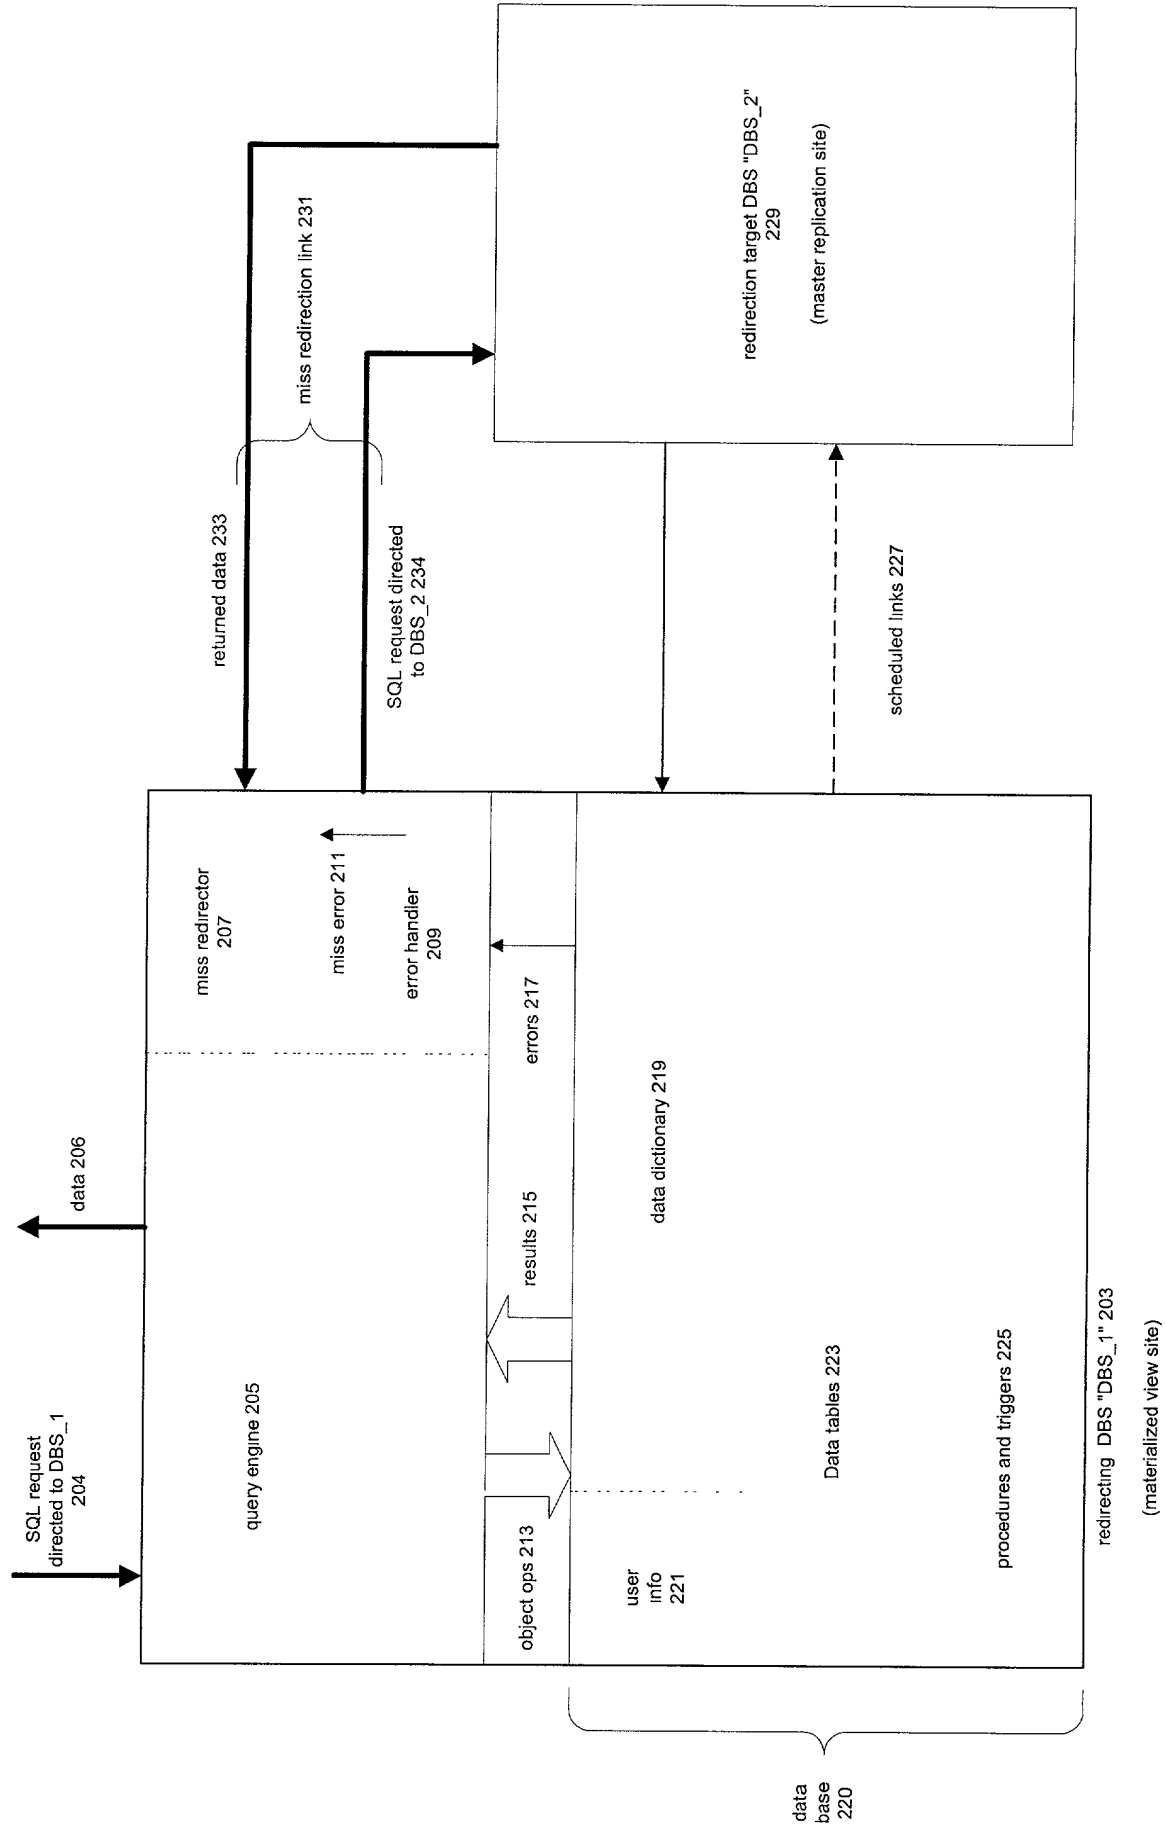 SQL request
directed to DBS_1
204
data 206
query engine 205
miss redirector
207
miss error 211
error handler
209
object ops 213
results 215
errors 217
user
info
221
data dictionary 219
Data tables 223
procedures and triggers 225
redirecting DBS "DBS_1" 203
(materialized view site)
data
base
220
returned data 233
miss redirection link 231
SQL request directed
to DBS_2 234
scheduled links 227
redirection target DBS "DBS_2"
229
(master replication site)